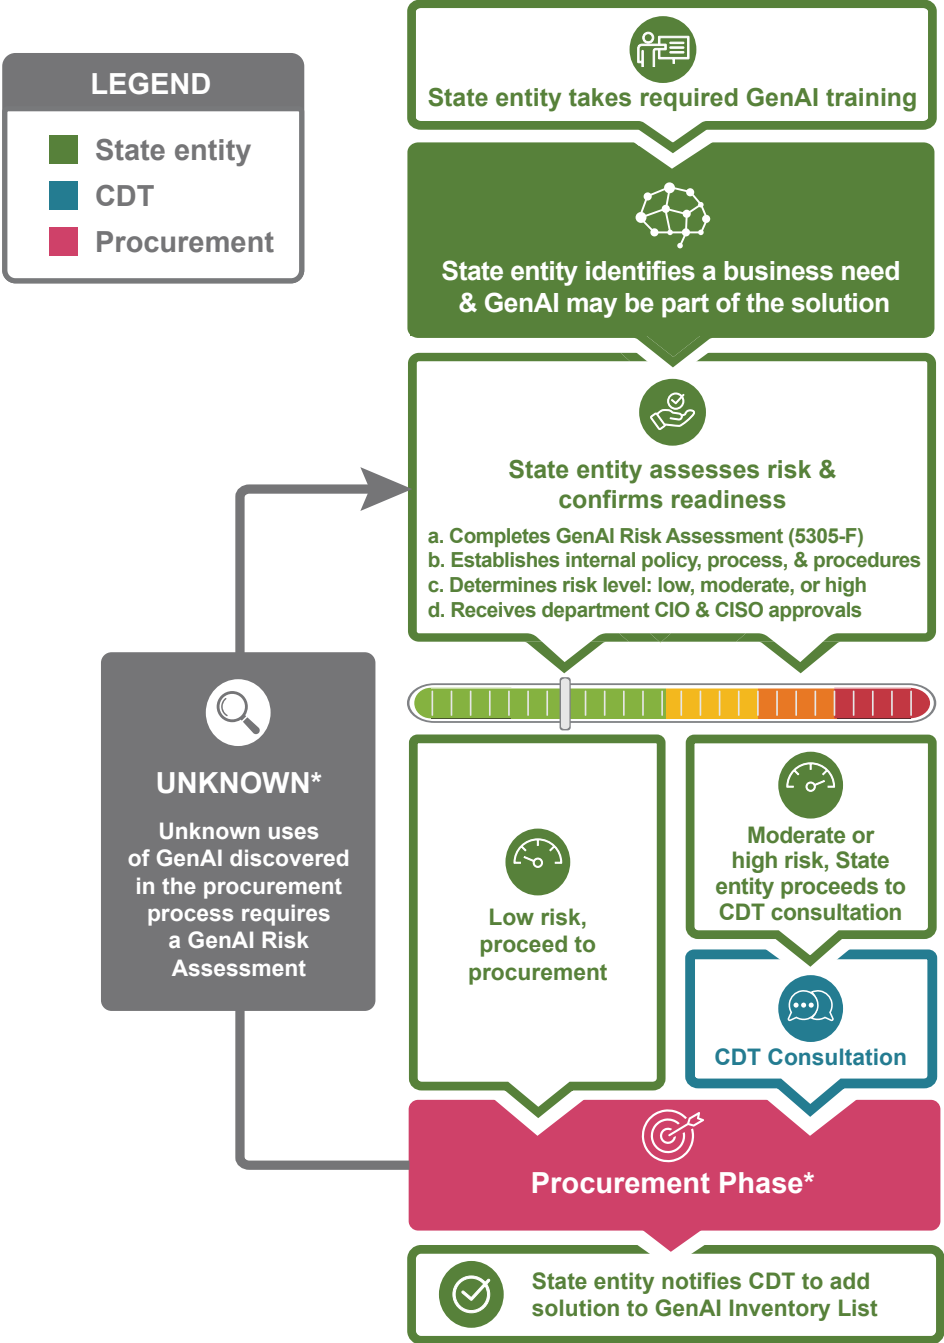 LEGEND
State entity
CDT
Procurement
State entity takes required GenAI training
State entity identifies a business need
& GenAI may be part of the solution
State entity assesses risk &
confirms readiness
a. Completes GenAI Risk Assessment (5305-F)
b. Establishes internal policy, process, & procedures
c. Determines risk level: low, moderate, or high
d. Receives department CIO & CISO approvals
UNKNOWN*
Unknown uses
of GenAI discovered
in the procurement
process requires
a GenAI Risk
Assessment
Low risk,
proceed to
procurement
Moderate or
high risk, State
entity proceeds to
CDT consultation
CDT Consultation
Procurement Phase*
State entity notifies CDT to add
solution to GenAI Inventory List